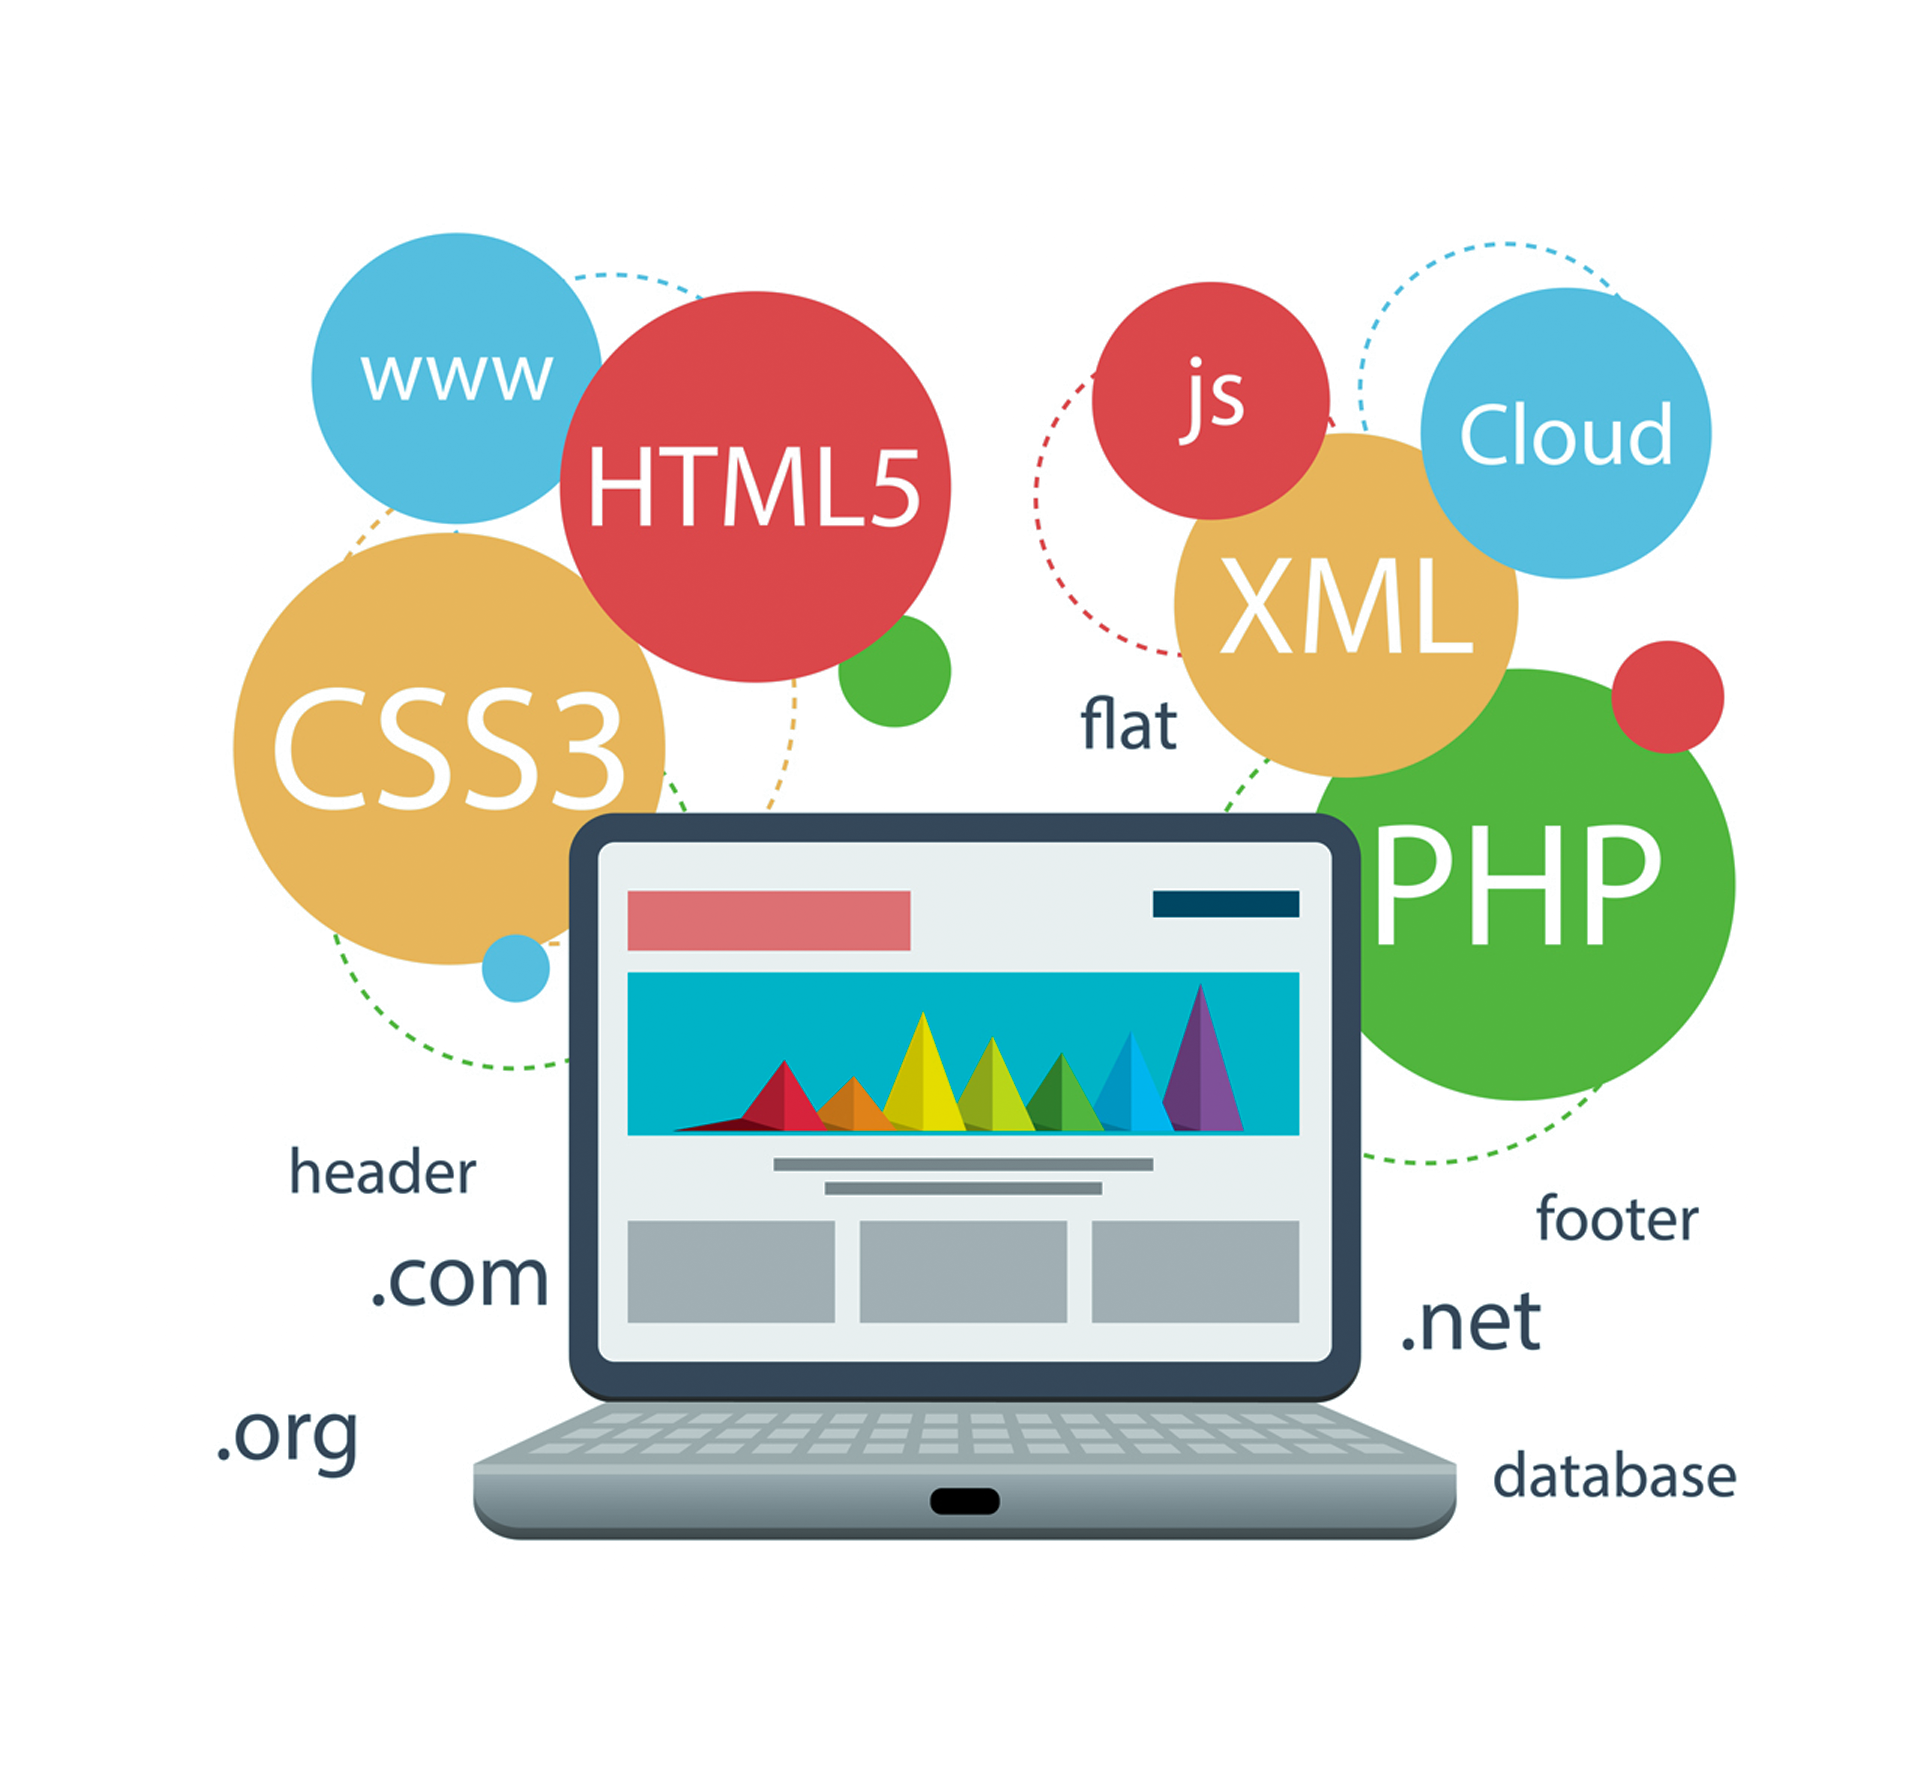 www
HTML5
js
Cloud
CSS3
XML
flat
PHP
header
footer
.com
.net
.org
database